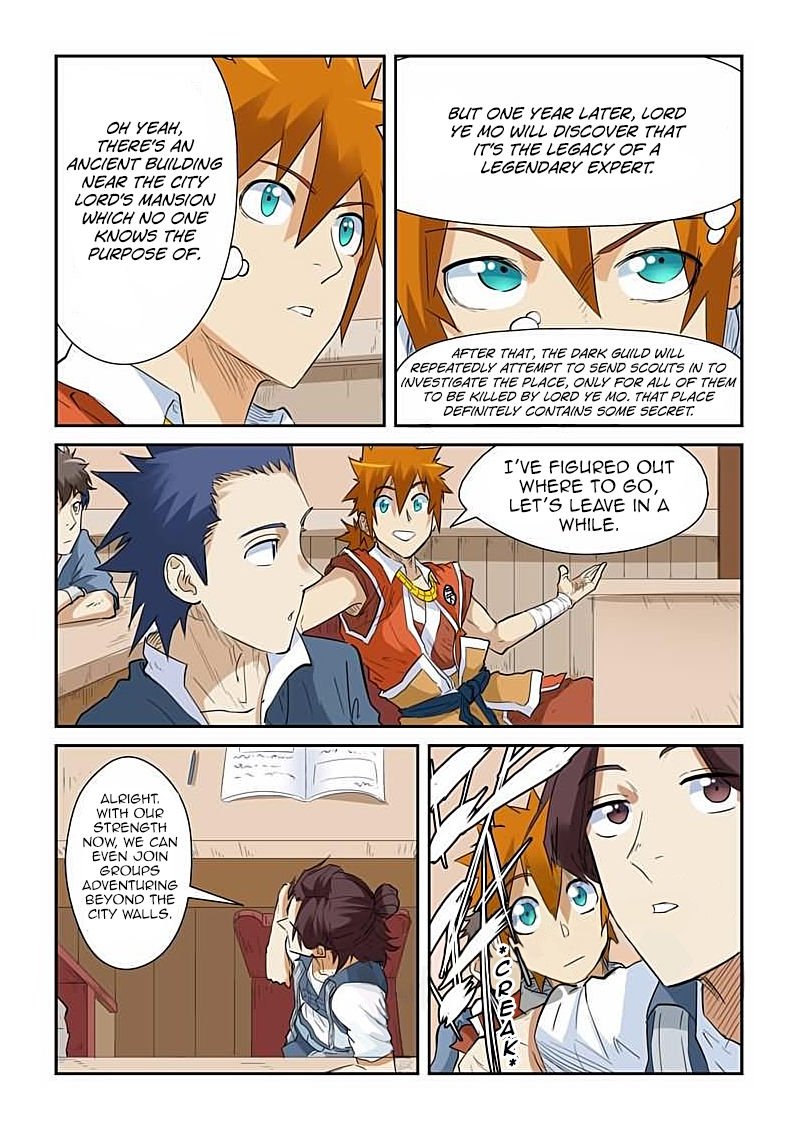 OH YEAH,
THERE'S AN
ANCIENT BUILDING
NEAR THE CITY
LORD'S MANSION
WHICH NO ONE
KNOWS THE
PURPOSE OF.
BUT ONE YEAR LATER, LORD
YE MO WILL DISCOVER THAT
IT'S THE LEGACY OF A
LEGENDARY EXPERT.
AFTER THAT, THE DARK GUILD WILL
REPEATEDLY ATTEMPT TO SEND SCOUTS IN TO
INVESTIGATE THE PLACE, ONLY FOR ALL OF THEM
TO BE KILLED BY LORD YE MO. THAT PLACE
DEFINITELY CONTAINS SOME SECRET.
I'VE FIGURED OUT
WHERE TO GO,
LET'S LEAVE IN A
WHILE.
ALRIGHT.
WITH OUR
STRENGTH
NOW, WE CAN
EVEN JOIN
GROUPS
ADVENTURING
BEYOND THE
CITY WALLS.
*CREAK*